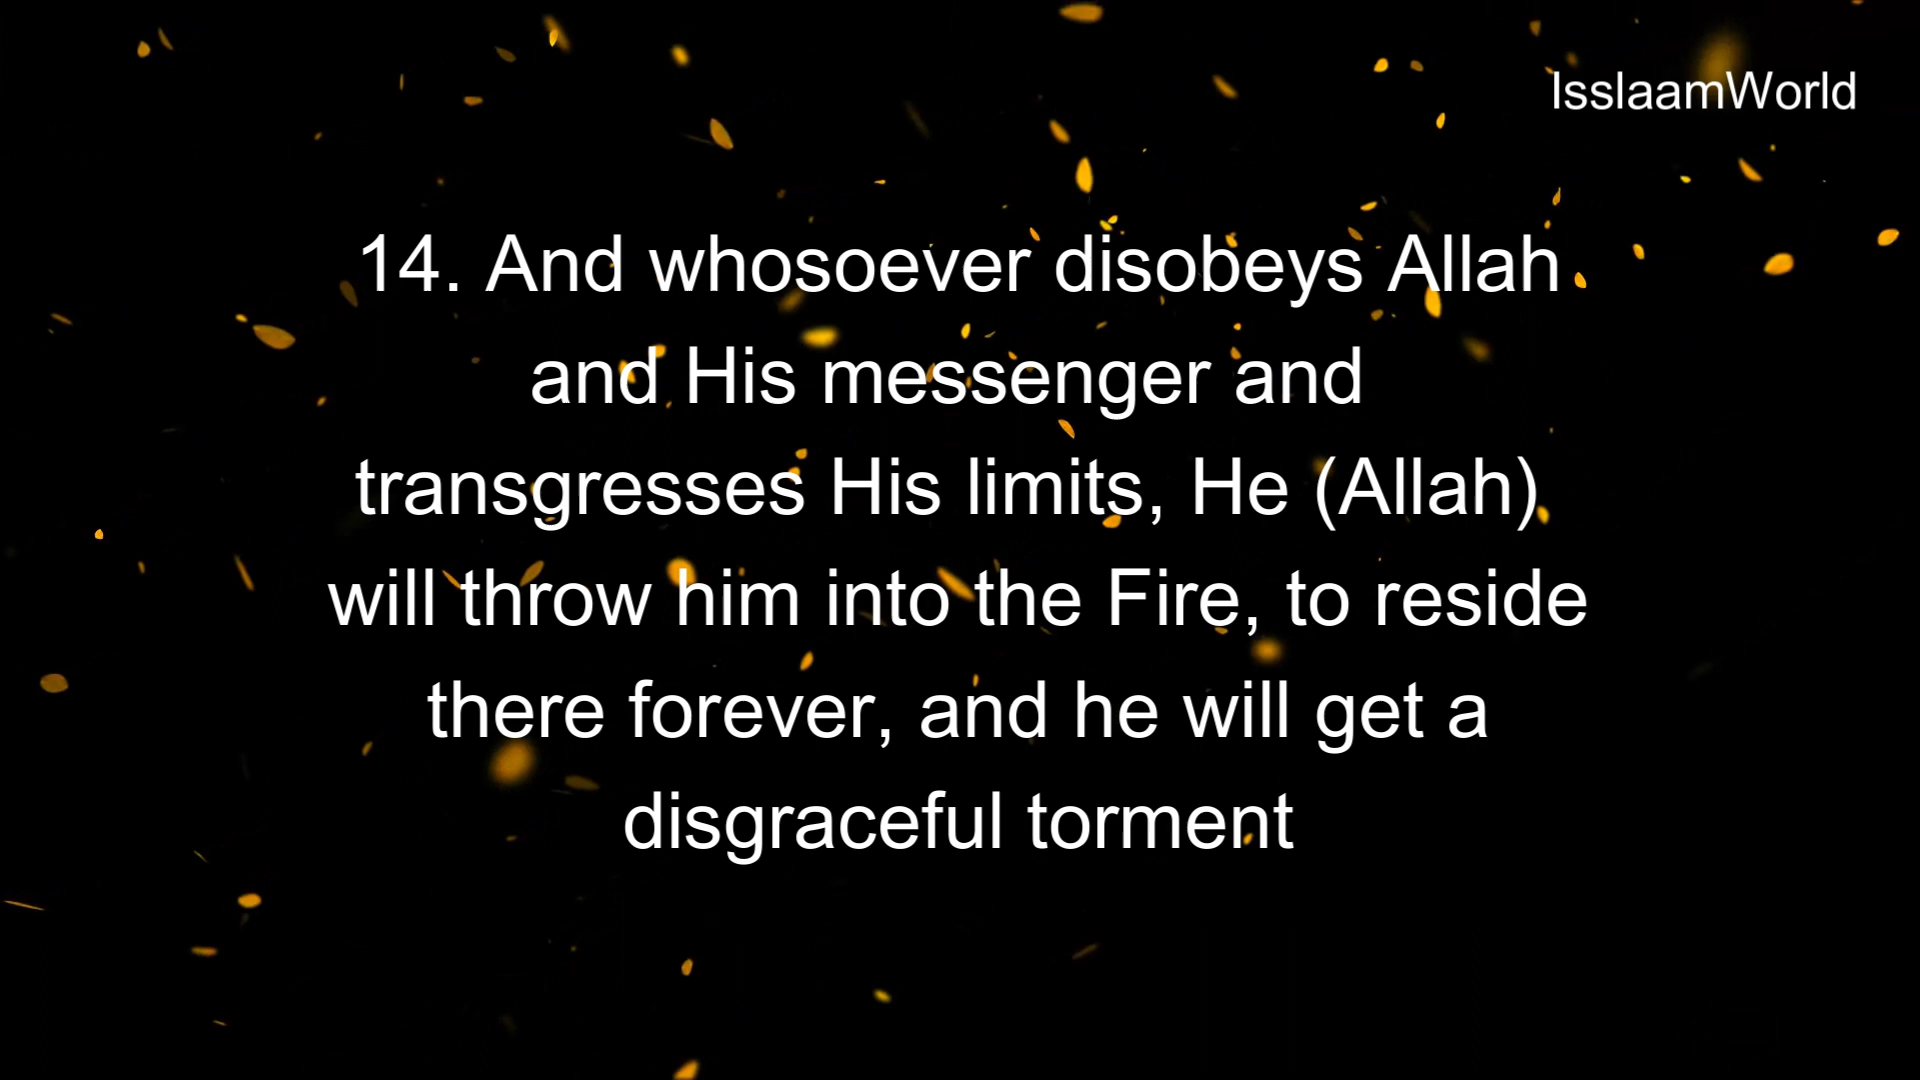 IsslaamWorld
14. And whosoever disobeys Allah
and His messenger and
transgresses His limits, He (Allah)
will throw him into the Fire, to reside
there forever, and he will get a
disgraceful torment